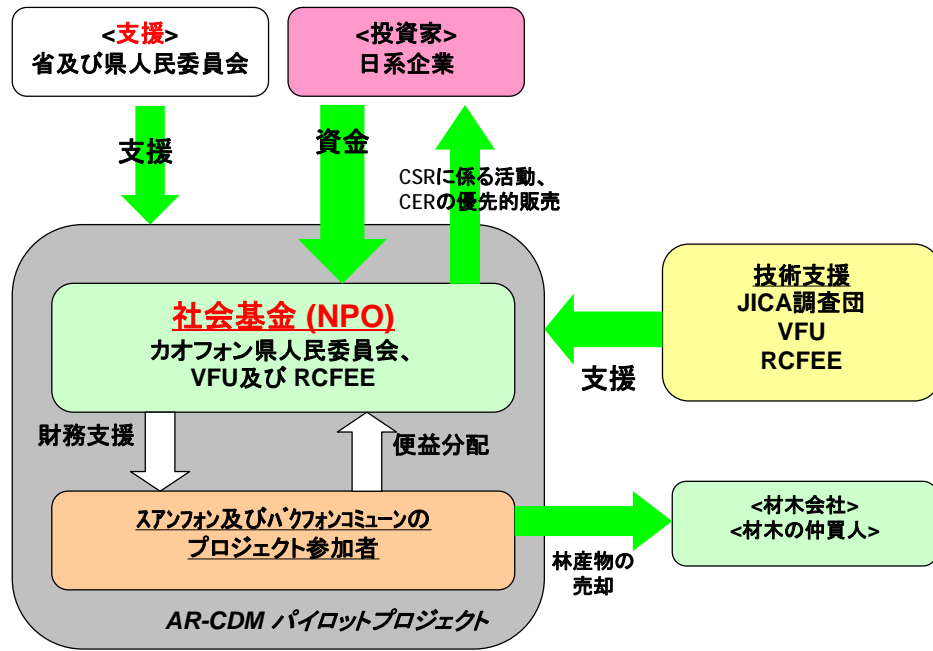 <支援>
省及び県人民委員会
<投資家>
日系企業
支援
資金
CSRに係る活動、
CERの優先的販売
技術支援
JICA調査団
VFU
RCFEE
支援
社会基金 (NPO)
カオフォン県人民委員会、
VFU及び RCFEE
財務支援
便益分配
スアンフォン及びバクフォンコミューンの
プロジェクト参加者
<材木会社>
<材木の仲買人>
林産物の
売却
AR-CDM パイロットプロジェクト